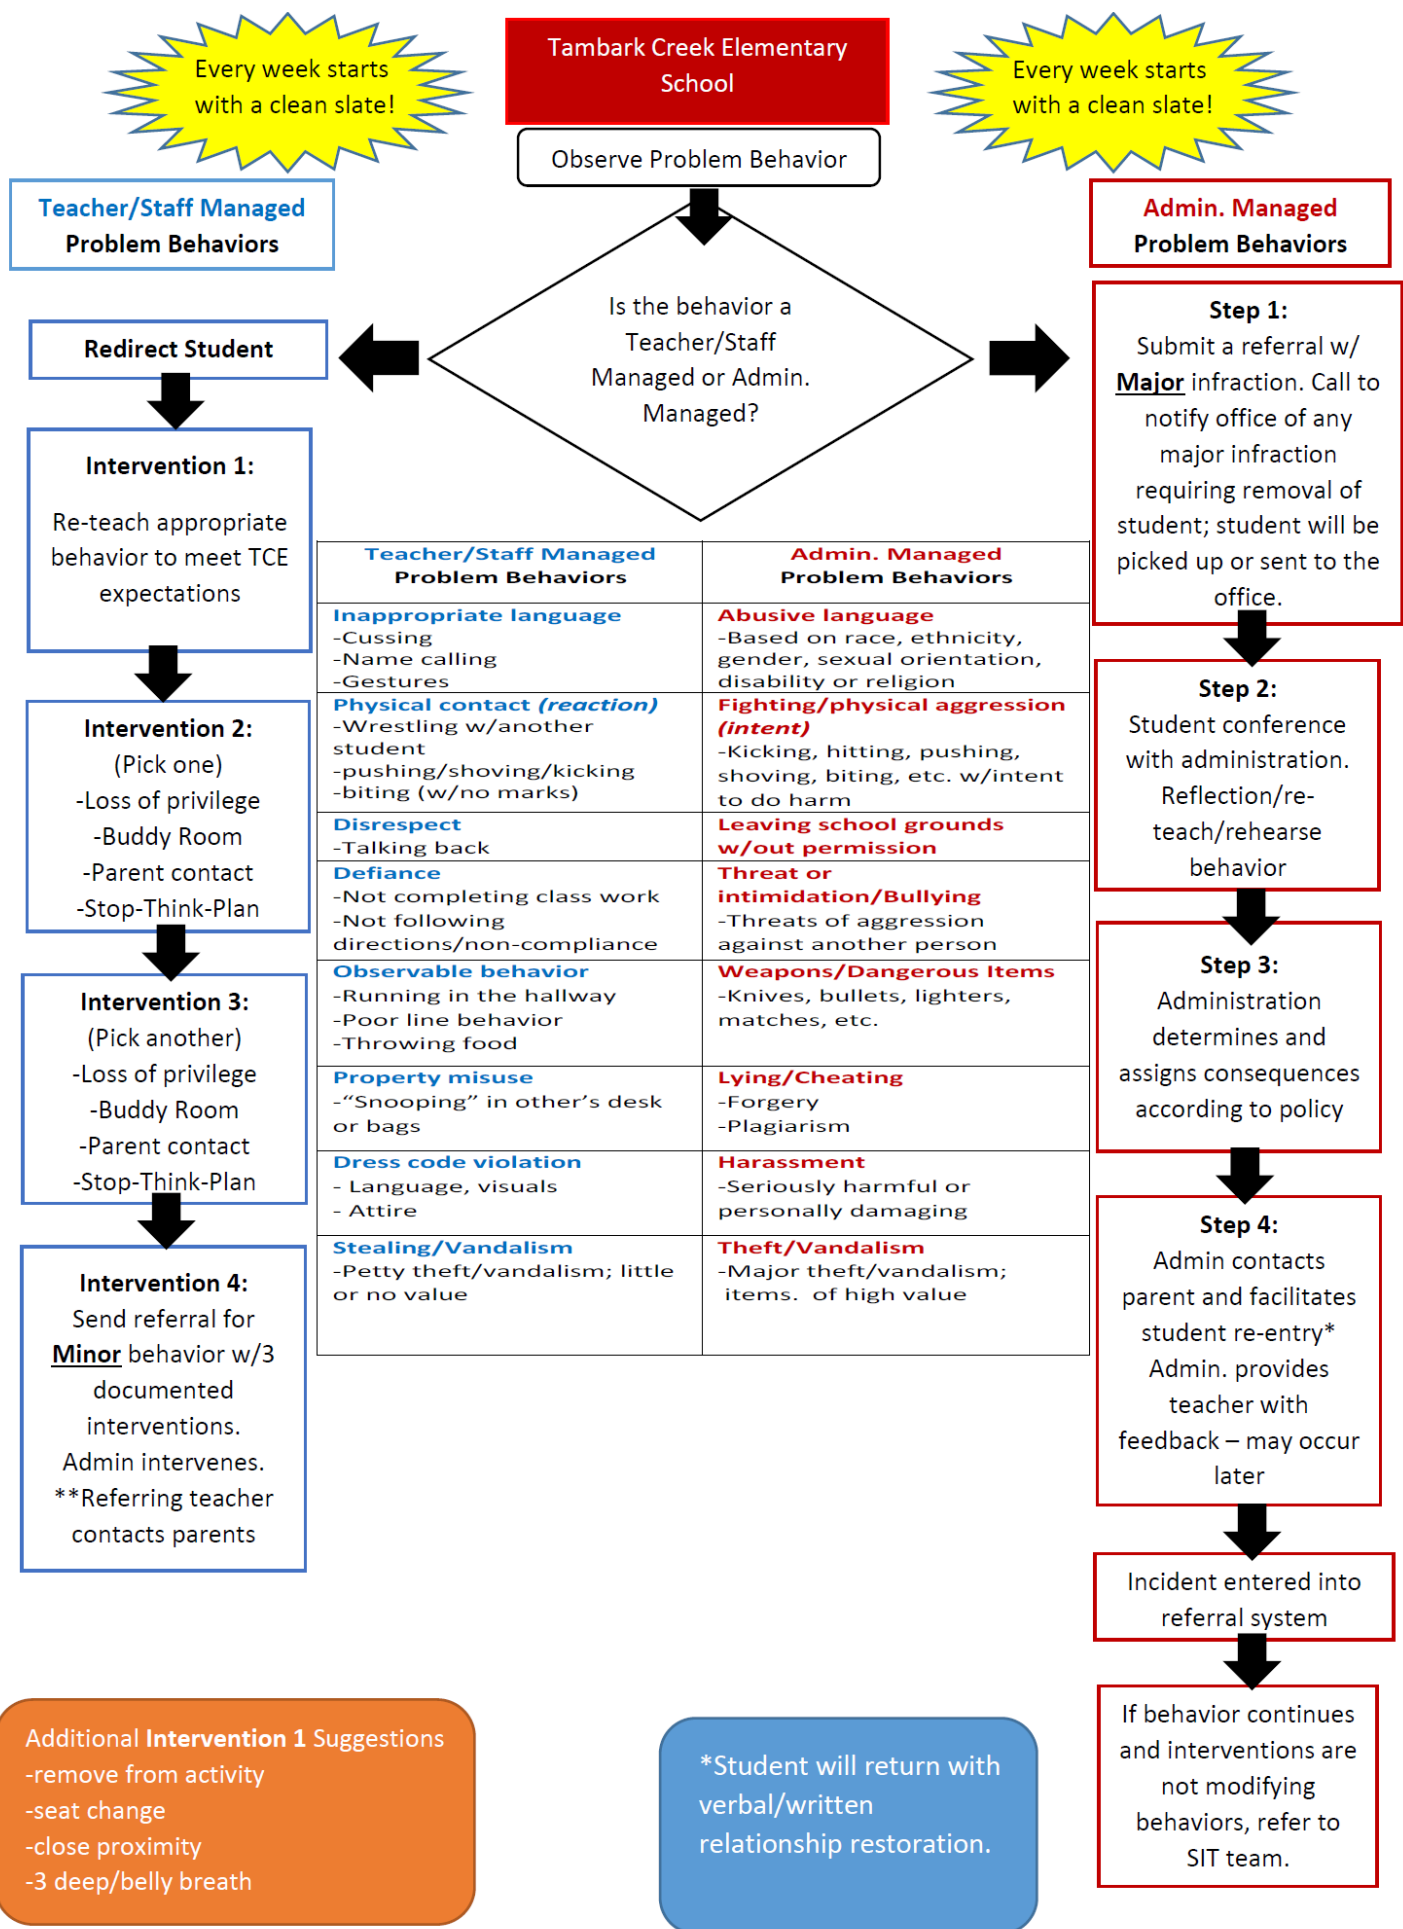 Every week starts
with a clean slate!
Tambark Creek Elementary
School
Every week starts
with a clean slate!
Observe Problem Behavior
Teacher/Staff Managed
Problem Behaviors
Admin. Managed
Problem Behaviors
Is the behavior a
Teacher/Staff
Managed or Admin.
Managed?
Redirect Student
Intervention 1:
Re-teach appropriate
behavior to meet TCE
expectations
Intervention 2:
(Pick one)
-Loss of privilege
-Buddy Room
-Parent contact
-Stop-Think-Plan
Intervention 3:
(Pick another)
-Loss of privilege
-Buddy Room
-Parent contact
-Stop-Think-Plan
Intervention 4:
Send referral for
Minor behavior w/3
documented
interventions.
Admin intervenes.
**Referring teacher
contacts parents
Teacher/Staff Managed
Problem Behaviors
Admin. Managed
Problem Behaviors
Inappropriate language
-Cussing
-Name calling
-Gestures
Abusive language
-Based on race, ethnicity,
gender, sexual orientation,
disability or religion
Physical contact (reaction)
-Wrestling w/another
student
-pushing/shoving/kicking
-biting (w/no marks)
Fighting/physical aggression
(intent)
-Kicking, hitting, pushing,
shoving, biting, etc. w/intent
to do harm
Disrespect
-Talking back
Leaving school grounds
w/out permission
Defiance
-Not completing class work
-Not following
directions/non-compliance
Threat or
intimidation/Bullying
-Threats of aggression
against another person
Observable behavior
-Running in the hallway
-Poor line behavior
-Throwing food
Weapons/Dangerous Items
-Knives, bullets, lighters,
matches, etc.
Property misuse
-“Snooping” in other’s desk
or bags
Lying/Cheating
-Forgery
-Plagiarism
Dress code violation
- Language, visuals
- Attire
Harassment
-Seriously harmful or
personally damaging
Stealing/Vandalism
-Petty theft/vandalism; little
or no value
Theft/Vandalism
-Major theft/vandalism;
items. of high value
Step 1:
Submit a referral w/
Major infraction. Call to
notify office of any
major infraction
requiring removal of
student; student will be
picked up or sent to the
office.
Step 2:
Student conference
with administration.
Reflection/re-
teach/rehearse
behavior
Step 3:
Administration
determines and
assigns consequences
according to policy
Step 4:
Admin contacts
parent and facilitates
student re-entry*
Admin. provides
teacher with
feedback – may occur
later
Incident entered into
referral system
If behavior continues
and interventions are
not modifying
behaviors, refer to
SIT team.
Additional Intervention 1 Suggestions
-remove from activity
-seat change
-close proximity
-3 deep/belly breath
*Student will return with
verbal/written
relationship restoration.